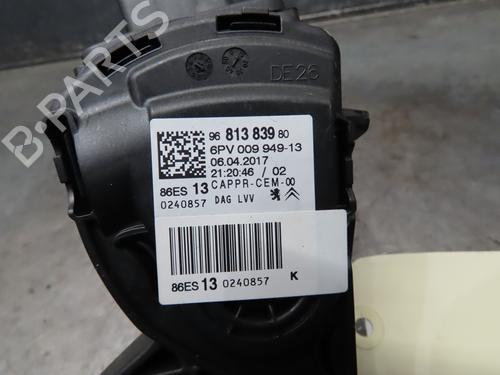 DE26
96 813 839 80
6PV 009 949-13
06.04.2017
21:20:46 / 02
86ES 13 CAPPR-CEM-00
0240857 DAG LVV
86ES 13 0240857 K
B-PARTS